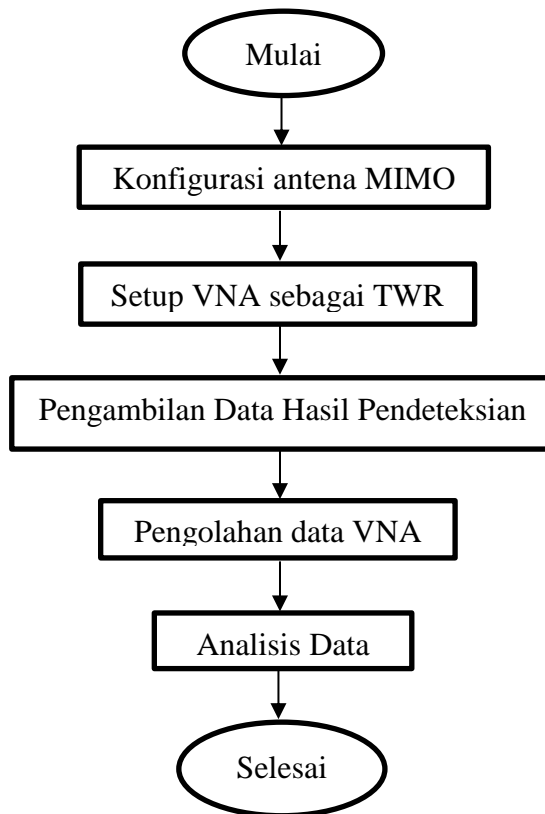 Mulai
Konfigurasi antena MIMO
Setup VNA sebagai TWR
Pengambilan Data Hasil Pendeteksian
Pengolahan data VNA
Analisis Data
Selesai